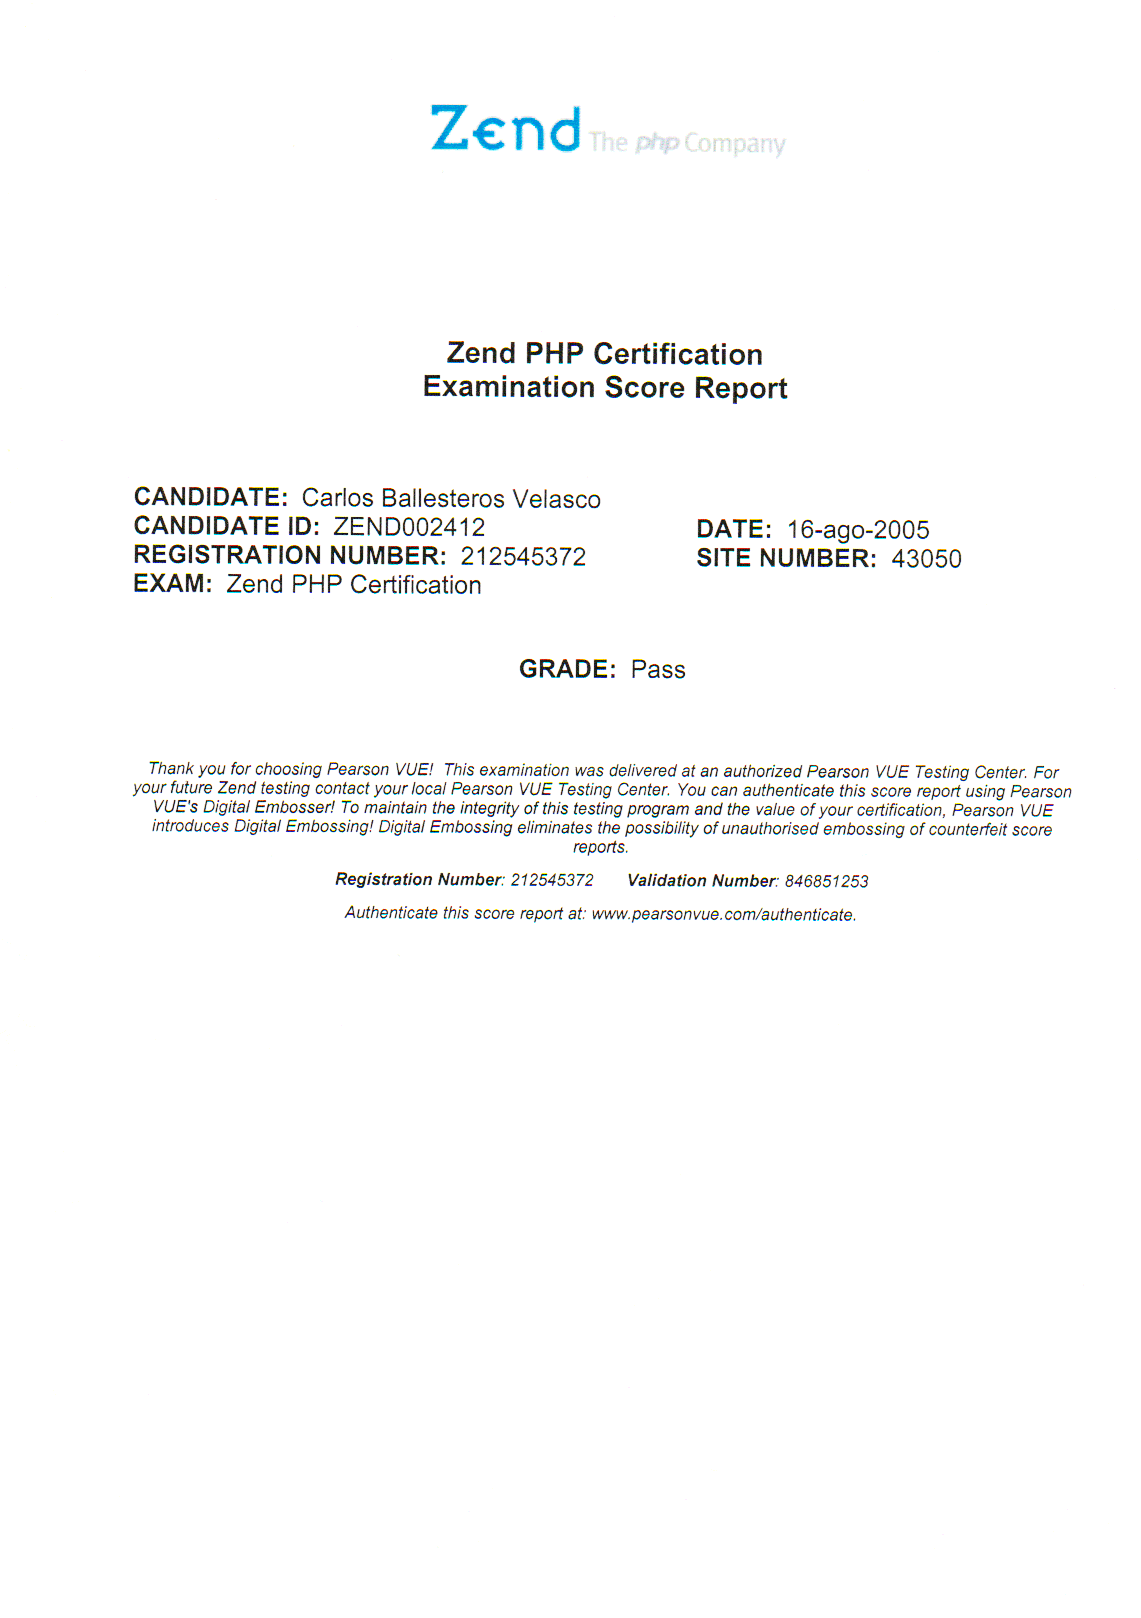 Zend The php Company
Zend PHP Certification
Examination Score Report
CANDIDATE: Carlos Ballesteros Velasco
CANDIDATE ID: ZEND002412
DATE: 16-ago-2005
REGISTRATION NUMBER: 212545372
SITE NUMBER: 43050
EXAM: Zend PHP Certification
GRADE: Pass
Thank you for choosing Pearson VUE! This examination was delivered at an authorized Pearson VUE Testing Center. For
your future Zend testing contact your local Pearson VUE Testing Center. You can authenticate this score report using Pearson
VUE's Digital Embosser! To maintain the integrity of this testing program and the value of your certification, Pearson VUE
introduces Digital Embossing! Digital Embossing eliminates the possibility of unauthorised embossing of counterfeit score
reports.
Registration Number: 212545372 Validation Number: 846851253
Authenticate this score report at: www.pearsonvue.com/authenticate.